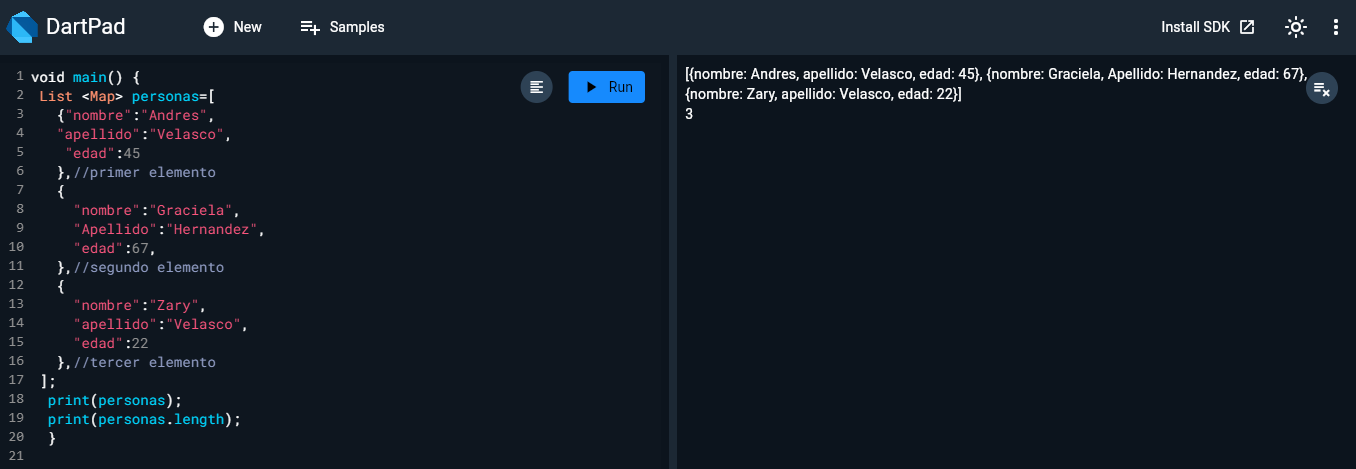 DartPad New Samples Install SDK
1 void main() {
2 List <Map> personas=[
3 {"nombre":"Andres",
4 "apellido":"Velasco",
5 "edad":45
6 },//primer elemento
7 {
8 "nombre":"Graciela",
9 "Apellido":"Hernandez",
10 "edad":67,
11 },//segundo elemento
12 {
13 "nombre":"Zary",
14 "apellido":"Velasco",
15 "edad":22
16 },//tercer elemento
17 ];
18 print(personas);
19 print(personas.length);
20 }
21
Run
[{nombre: Andres, apellido: Velasco, edad: 45}, {nombre: Graciela, Apellido: Hernandez, edad: 67},
{nombre: Zary, apellido: Velasco, edad: 22}]
3